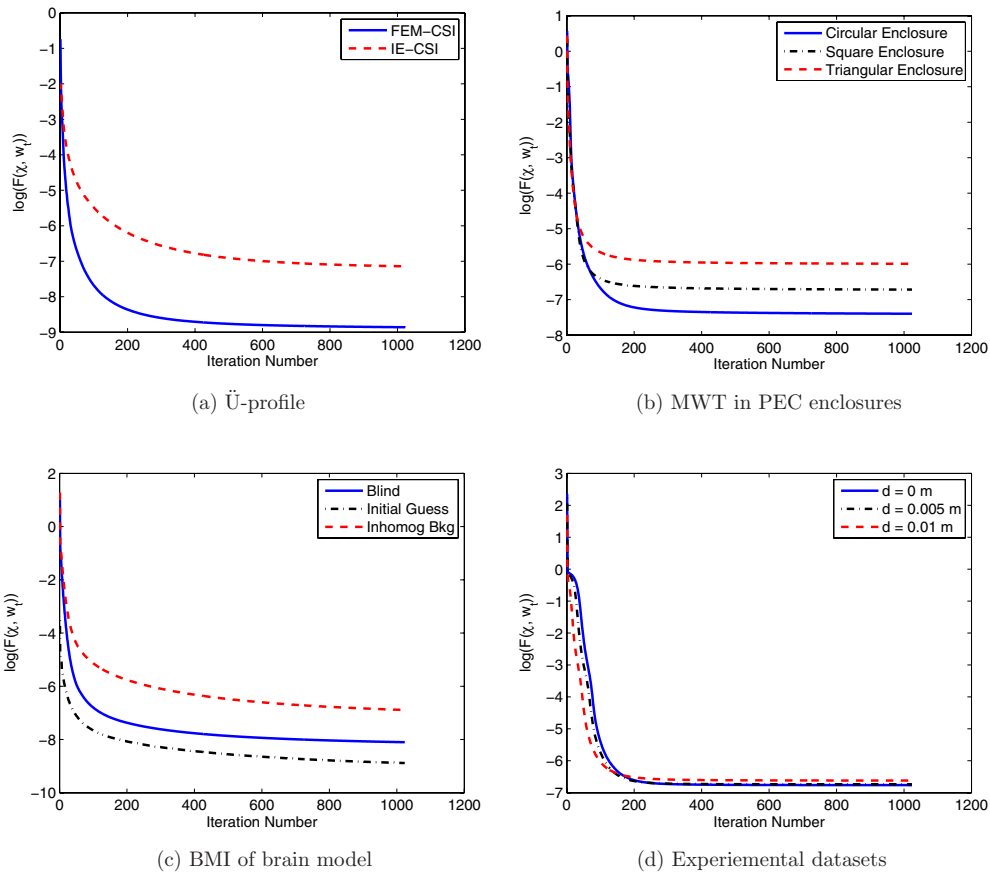 0
−1
−2
−3
−4
−5
−6
−7
−8
−9
0 200 400 600 800 1000 1200
log(F(χ, wₜ))
Iteration Number
FEM−CSI
IE−CSI
(a) Ü-profile
1
0
−1
−2
−3
−4
−5
−6
−7
−8
0 200 400 600 800 1000 1200
log(F(χ, wₜ))
Iteration Number
Circular Enclosure
Square Enclosure
Triangular Enclosure
(b) MWT in PEC enclosures
2
0
−2
−4
−6
−8
−10
0 200 400 600 800 1000 1200
log(F(χ, wₜ))
Iteration Number
Blind
Initial Guess
Inhomog Bkg
(c) BMI of brain model
3
2
1
0
−1
−2
−3
−4
−5
−6
−7
0 200 400 600 800 1000 1200
log(F(χ, wₜ))
Iteration Number
d = 0 m
d = 0.005 m
d = 0.01 m
(d) Experiemental datasets